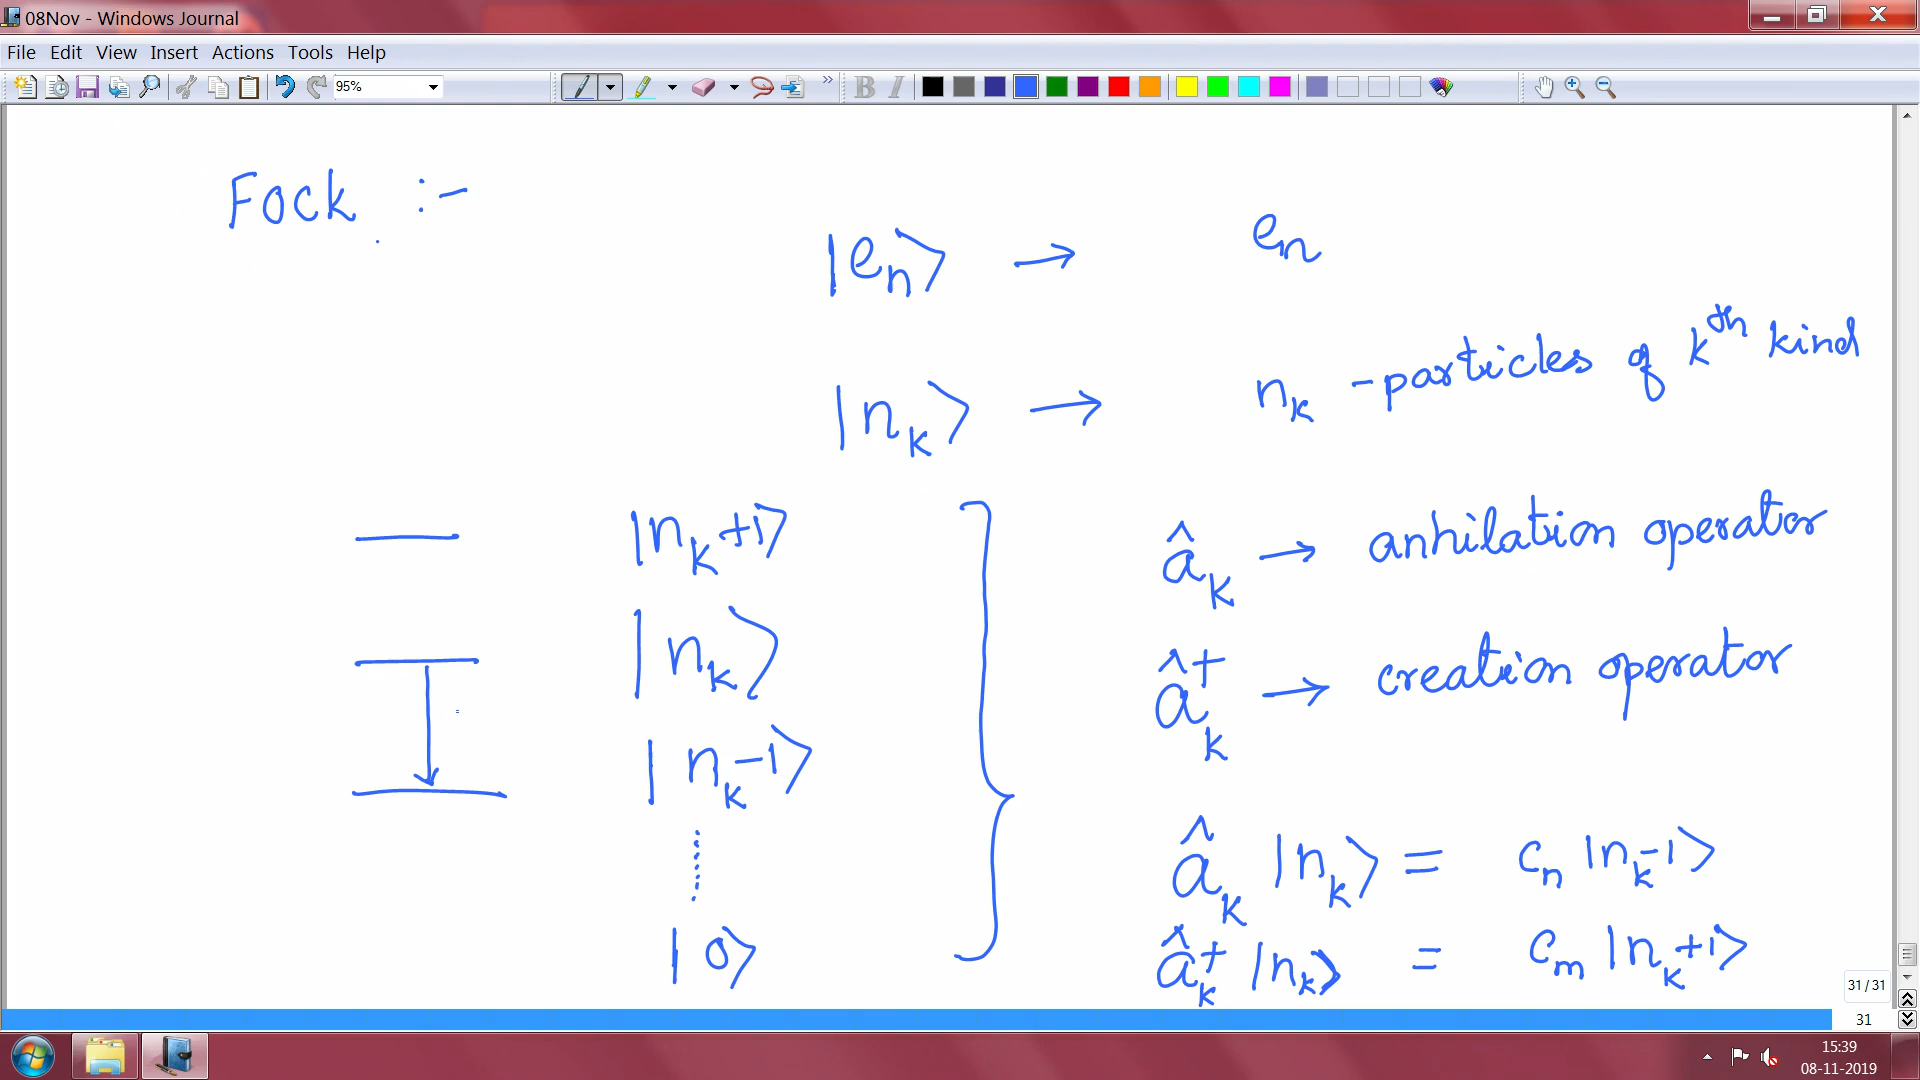 08Nov - Windows Journal
File Edit View Insert Actions Tools Help
95%
B I
Fock :-
|e_n⟩ → e_n
|n_k⟩ → n_k - particles of k^th kind
|n_k+1⟩
â_k → anhilation operator
|n_k⟩
â_k^† → creation operator
|n_k-1⟩
â_k |n_k⟩ = c_n |n_k-1⟩
|0⟩
â_k^† |n_k⟩ = c_m |n_k+1⟩
31 / 31
31
15:39
08-11-2019